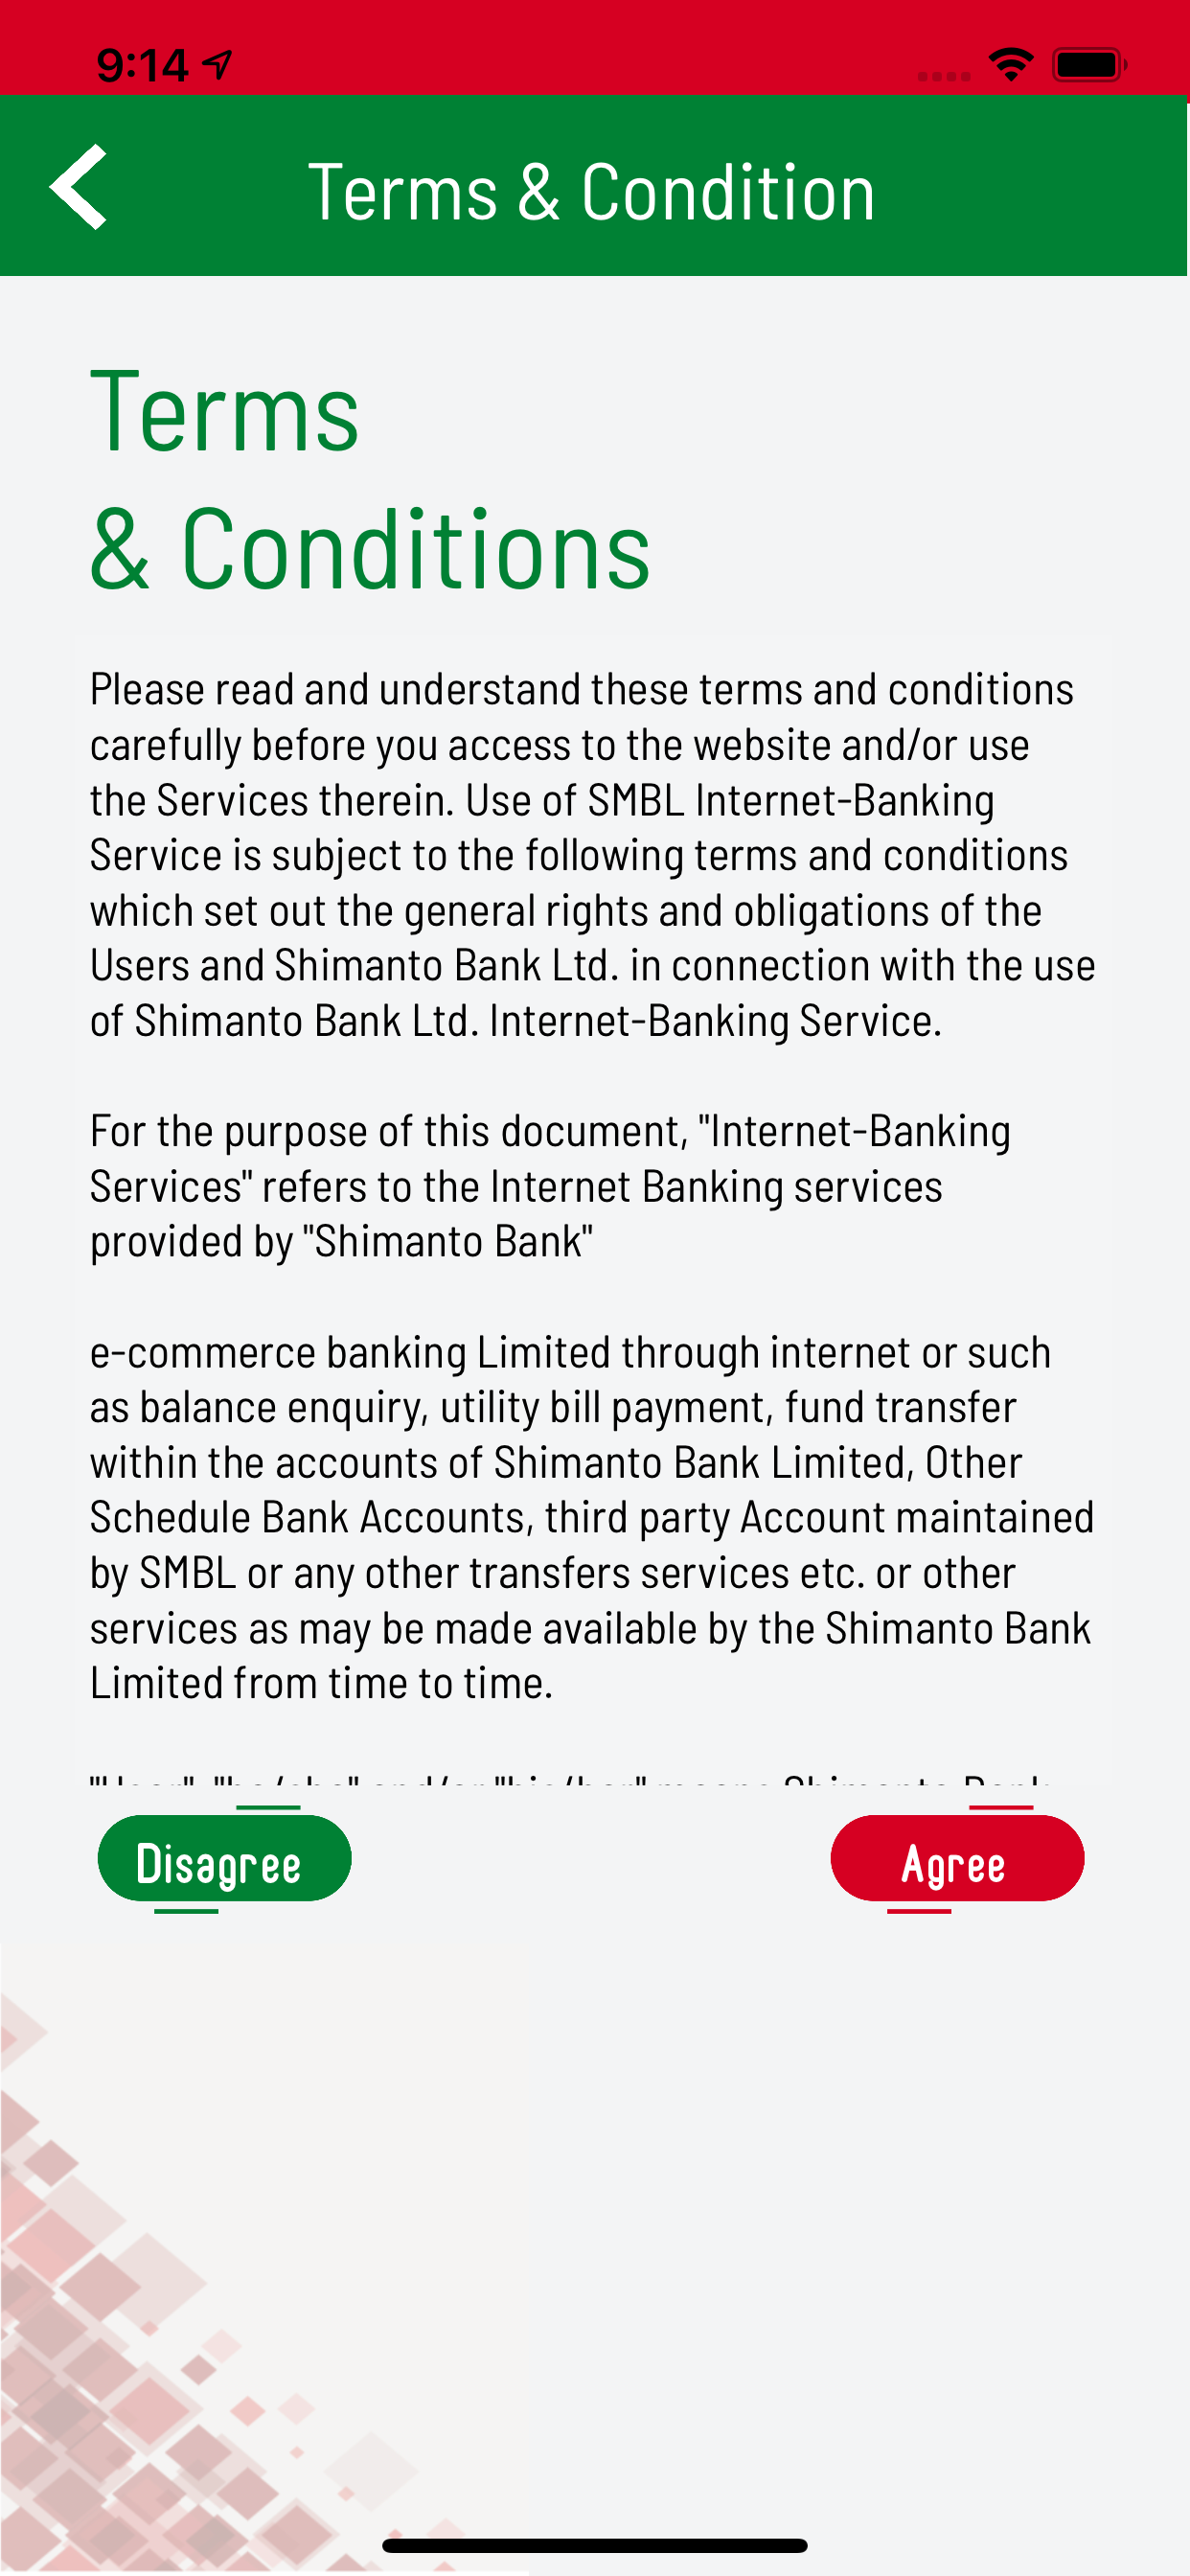 9:14
Terms & Condition
Terms
& Conditions
Please read and understand these terms and conditions
carefully before you access to the website and/or use
the Services therein. Use of SMBL Internet-Banking
Service is subject to the following terms and conditions
which set out the general rights and obligations of the
Users and Shimanto Bank Ltd. in connection with the use
of Shimanto Bank Ltd. Internet-Banking Service.
For the purpose of this document, "Internet-Banking
Services" refers to the Internet Banking services
provided by "Shimanto Bank"
e-commerce banking Limited through internet or such
as balance enquiry, utility bill payment, fund transfer
within the accounts of Shimanto Bank Limited, Other
Schedule Bank Accounts, third party Account maintained
by SMBL or any other transfers services etc. or other
services as may be made available by the Shimanto Bank
Limited from time to time.
Disagree
Agree